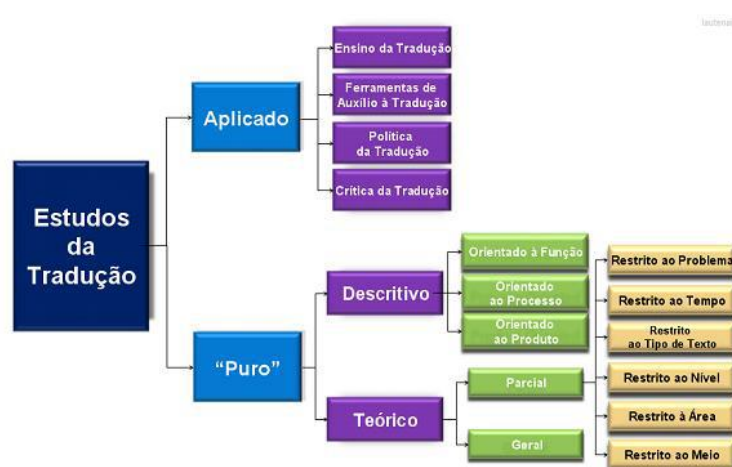 Estudos
da
Tradução
Aplicado
Ensino da Tradução
Ferramentas de
Auxílio à Tradução
Política
da Tradução
Crítica da Tradução
"Puro"
Descritivo
Orientado à Função
Orientado
ao Processo
Orientado
ao Produto
Teórico
Parcial
Restrito ao Problema
Restrito ao Tempo
Restrito
ao Tipo de Texto
Restrito ao Nível
Restrito à Área
Restrito ao Meio
Geral